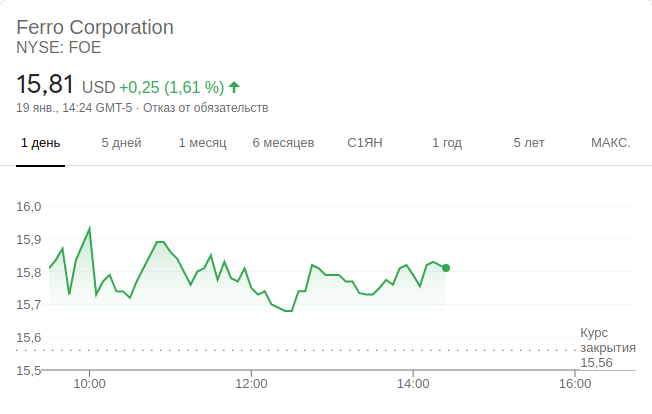 Ferro Corporation
NYSE: FOE
15,81 USD +0,25 (1,61 %)
19 янв., 14:24 GMT-5 · Отказ от обязательств
1 день 5 дней 1 месяц 6 месяцев С1ЯН 1 год 5 лет МАКС.
16,0
15,9
15,8
15,7
15,6
Курс
закрытия
15,56
15,5
10:00 12:00 14:00 16:00